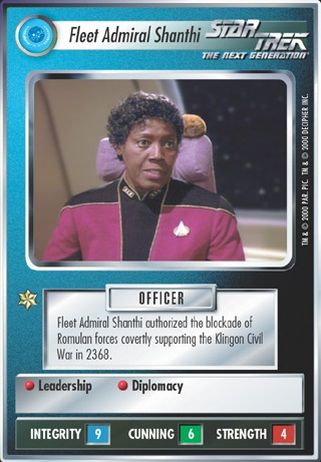 Fleet Admiral Shanthi
STAR TREK
THE NEXT GENERATION®
TM & © 2000 PAR. PIC. TM & © 2000 DECIPHER INC.
OFFICER
Fleet Admiral Shanthi authorized the blockade of
Romulan forces covertly supporting the Klingon Civil
War in 2368.
Leadership Diplomacy
INTEGRITY 9 CUNNING 6 STRENGTH 4